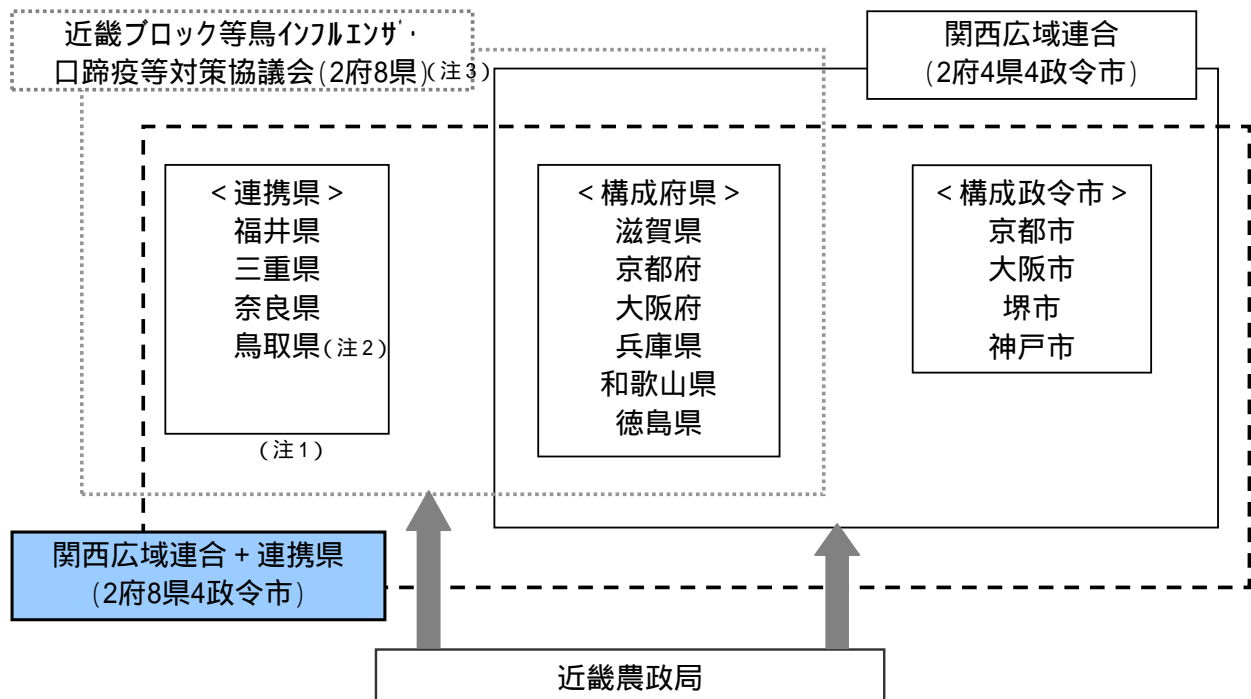 近畿ブロック等鳥インフルエンザ・
口蹄疫等対策協議会(2府8県)(注3)
関西広域連合
(2府4県4政令市)
<連携県>
福井県
三重県
奈良県
鳥取県(注2)
(注1)
<構成府県>
滋賀県
京都府
大阪府
兵庫県
和歌山県
徳島県
<構成政令市>
京都市
大阪市
堺市
神戸市
関西広域連合+連携県
(2府8県4政令市)
近畿農政局